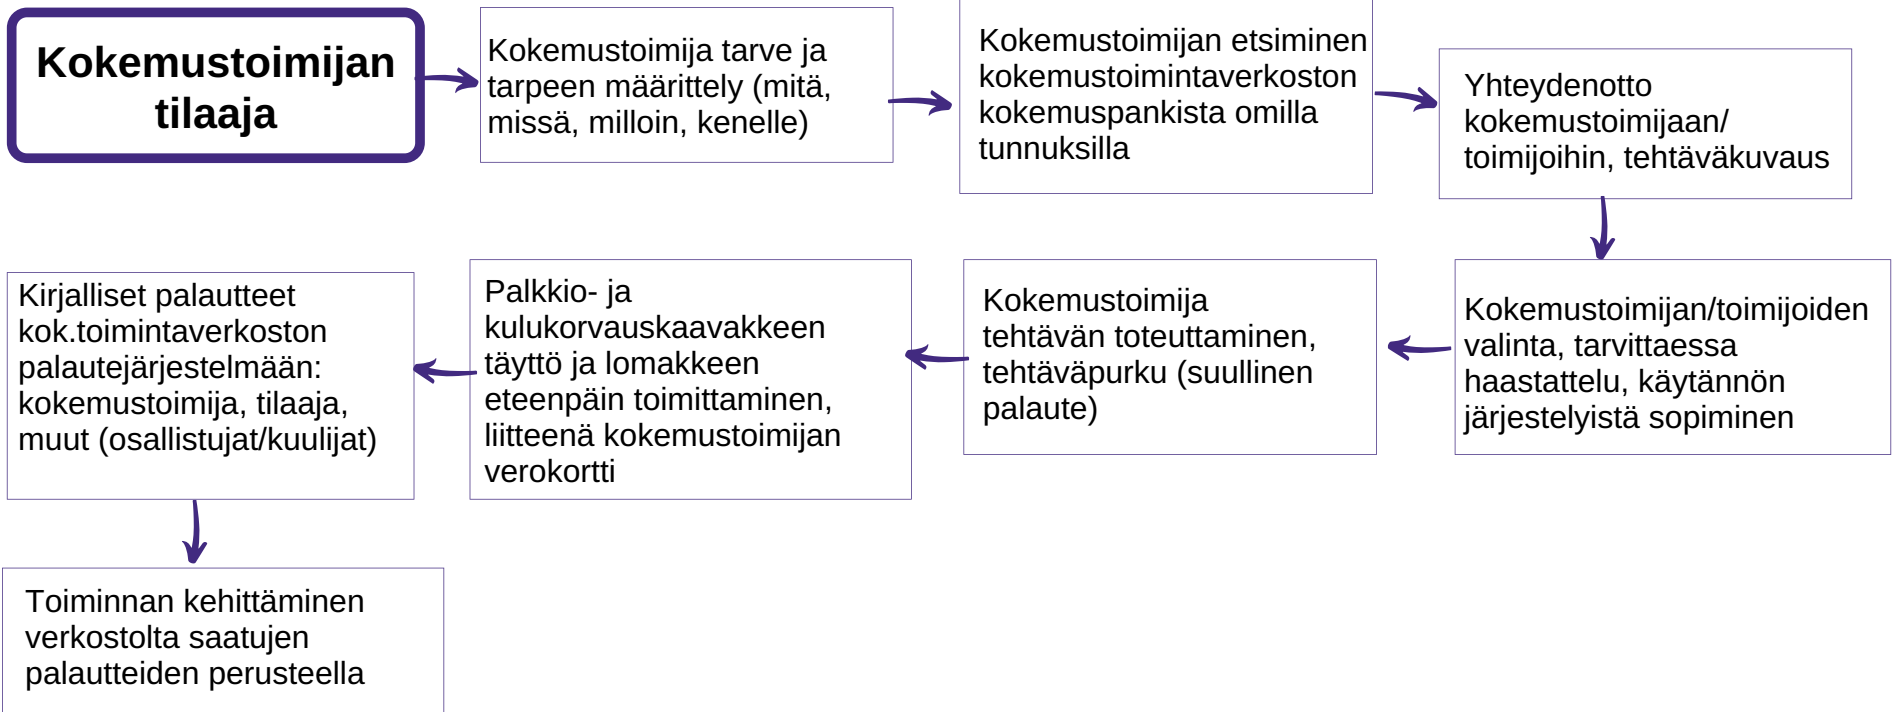 Kokemustoimijan
tilaaja
Kokemustoimija tarve ja
tarpeen määrittely (mitä,
missä, milloin, kenelle)
Kokemustoimijan etsiminen
kokemustoimintaverkoston
kokemuspankista omilla
tunnuksilla
Yhteydenotto
kokemustoimijaan/
toimijoihin, tehtäväkuvaus
Kokemustoimijan/toimijoiden
valinta, tarvittaessa
haastattelu, käytännön
järjestelyistä sopiminen
Kokemustoimija
tehtävän toteuttaminen,
tehtäväpurku (suullinen
palaute)
Palkkio- ja
kulukorvauskaavakkeen
täyttö ja lomakkeen
eteenpäin toimittaminen,
liitteenä kokemustoimijan
verokortti
Kirjalliset palautteet
kok.toimintaverkoston
palautejärjestelmään:
kokemustoimija, tilaaja,
muut (osallistujat/kuulijat)
Toiminnan kehittäminen
verkostolta saatujen
palautteiden perusteella